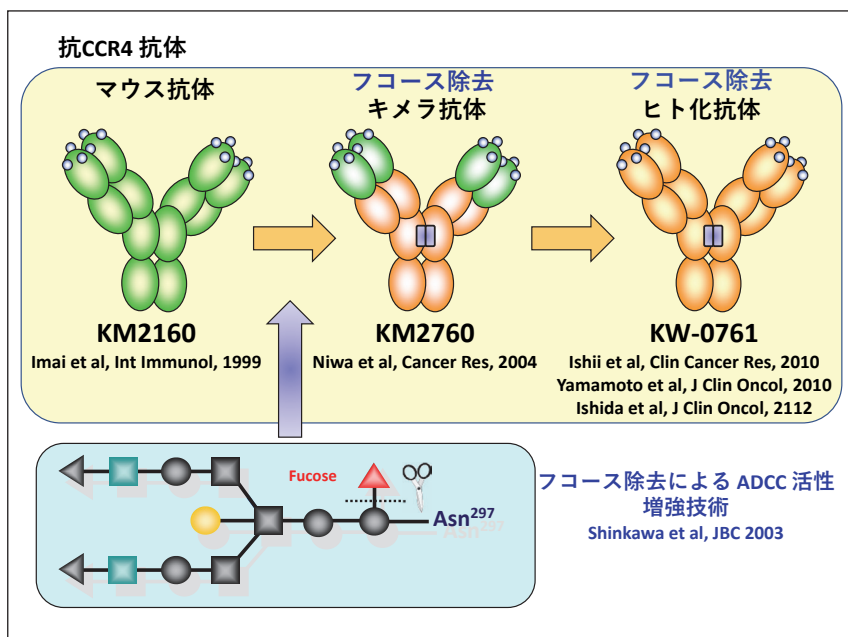 抗CCR4 抗体
マウス抗体
フコース除去
キメラ抗体
フコース除去
ヒト化抗体
KM2160
Imai et al, Int Immunol, 1999
KM2760
Niwa et al, Cancer Res, 2004
KW-0761
Ishii et al, Clin Cancer Res, 2010
Yamamoto et al, J Clin Oncol, 2010
Ishida et al, J Clin Oncol, 2112
Fucose
Asn297
フコース除去による ADCC 活性
増強技術
Shinkawa et al, JBC 2003